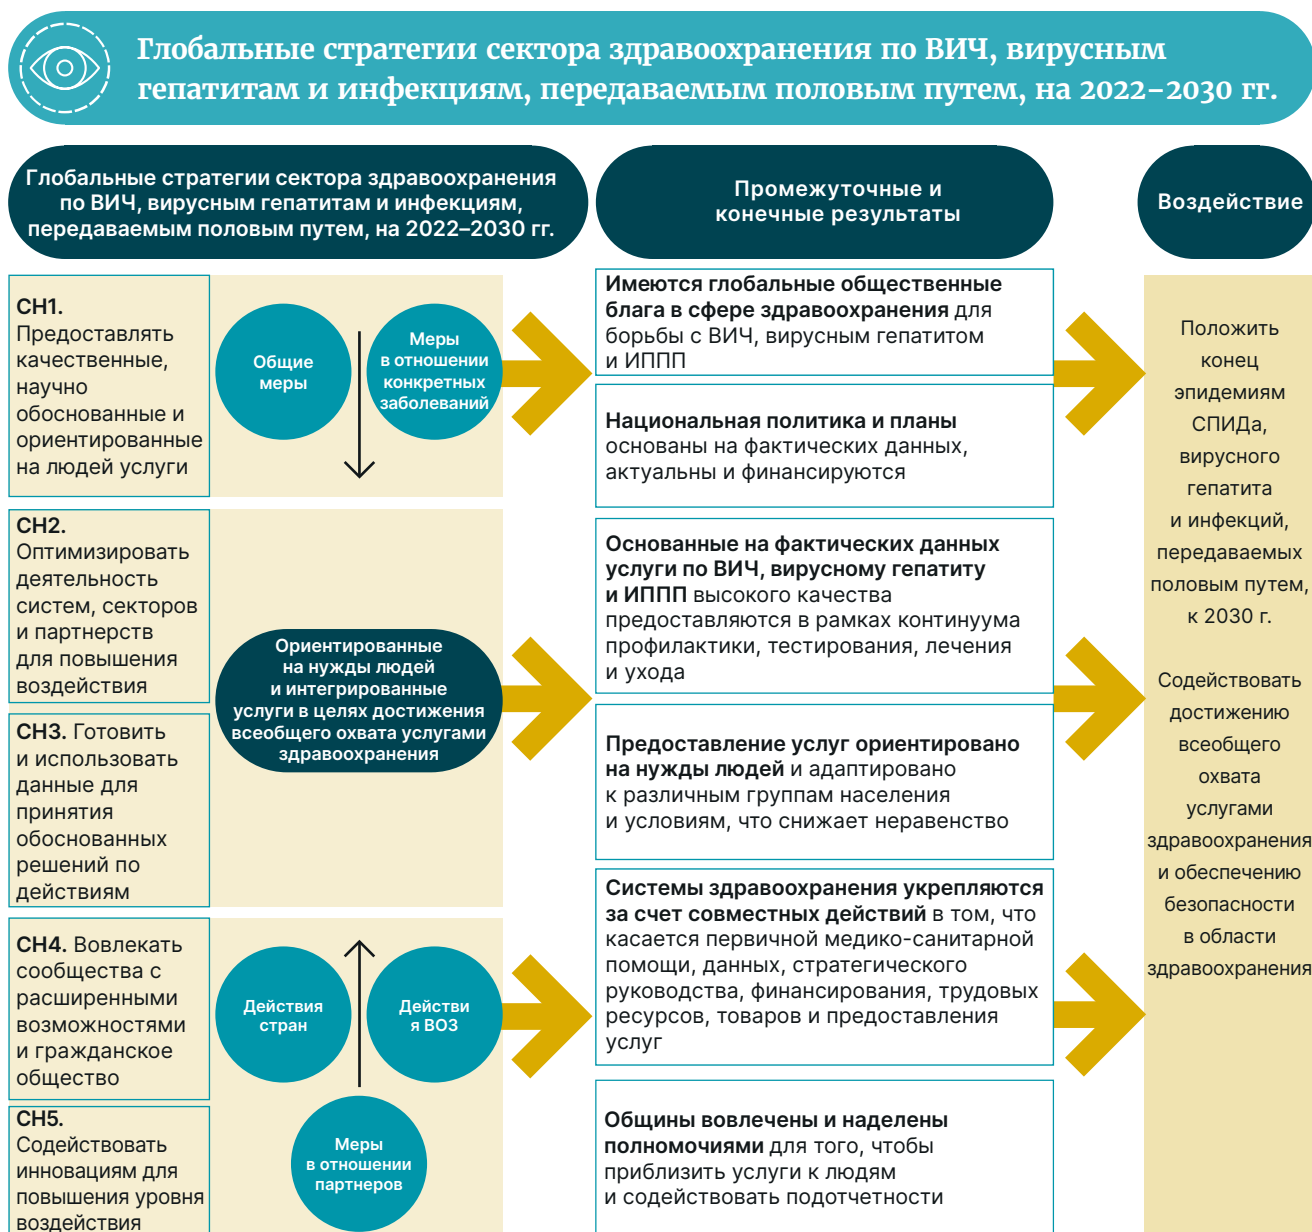 Глобальные стратегии сектора здравоохранения по ВИЧ, вирусным
гепатитам и инфекциям, передаваемым половым путем, на 2022–2030 гг.
Глобальные стратегии сектора здравоохранения
по ВИЧ, вирусным гепатитам и инфекциям,
передаваемым половым путем, на 2022–2030 гг.
Промежуточные и
конечные результаты
Воздействие
СН1.
Предоставлять
качественные,
научно
обоснованные и
ориентированные
на людей услуги
СН2.
Оптимизировать
деятельность
систем, секторов
и партнерств
для повышения
воздействия
СН3. Готовить
и использовать
данные для
принятия
обоснованных
решений по
действиям
СН4. Вовлекать
сообщества с
расширенными
возможностями
и гражданское
общество
СН5.
Содействовать
инновациям для
повышения уровня
воздействия
Общие
меры
Меры
в отношении
конкретных
заболеваний
Ориентированные
на нужды людей
и интегрированные
услуги в целях достижения
всеобщего охвата услугами
здравоохранения
Действия
стран
Действи
я ВОЗ
Меры
в отношении
партнеров
Имеются глобальные общественные
блага в сфере здравоохранения для
борьбы с ВИЧ, вирусным гепатитом
и ИППП
Национальная политика и планы
основаны на фактических данных,
актуальны и финансируются
Основанные на фактических данных
услуги по ВИЧ, вирусному гепатиту
и ИППП высокого качества
предоставляются в рамках континуума
профилактики, тестирования, лечения
и ухода
Предоставление услуг ориентировано
на нужды людей и адаптировано
к различным группам населения
и условиям, что снижает неравенство
Системы здравоохранения укрепляются
за счет совместных действий в том, что
касается первичной медико-санитарной
помощи, данных, стратегического
руководства, финансирования, трудовых
ресурсов, товаров и предоставления
услуг
Общины вовлечены и наделены
полномочиями для того, чтобы
приблизить услуги к людям
и содействовать подотчетности
Положить
конец
эпидемиям
СПИДа,
вирусного
гепатита
и инфекций,
передаваемых
половым путем,
к 2030 г.
Содействовать
достижению
всеобщего
охвата
услугами
здравоохранения
и обеспечению
безопасности
в области
здравоохранения